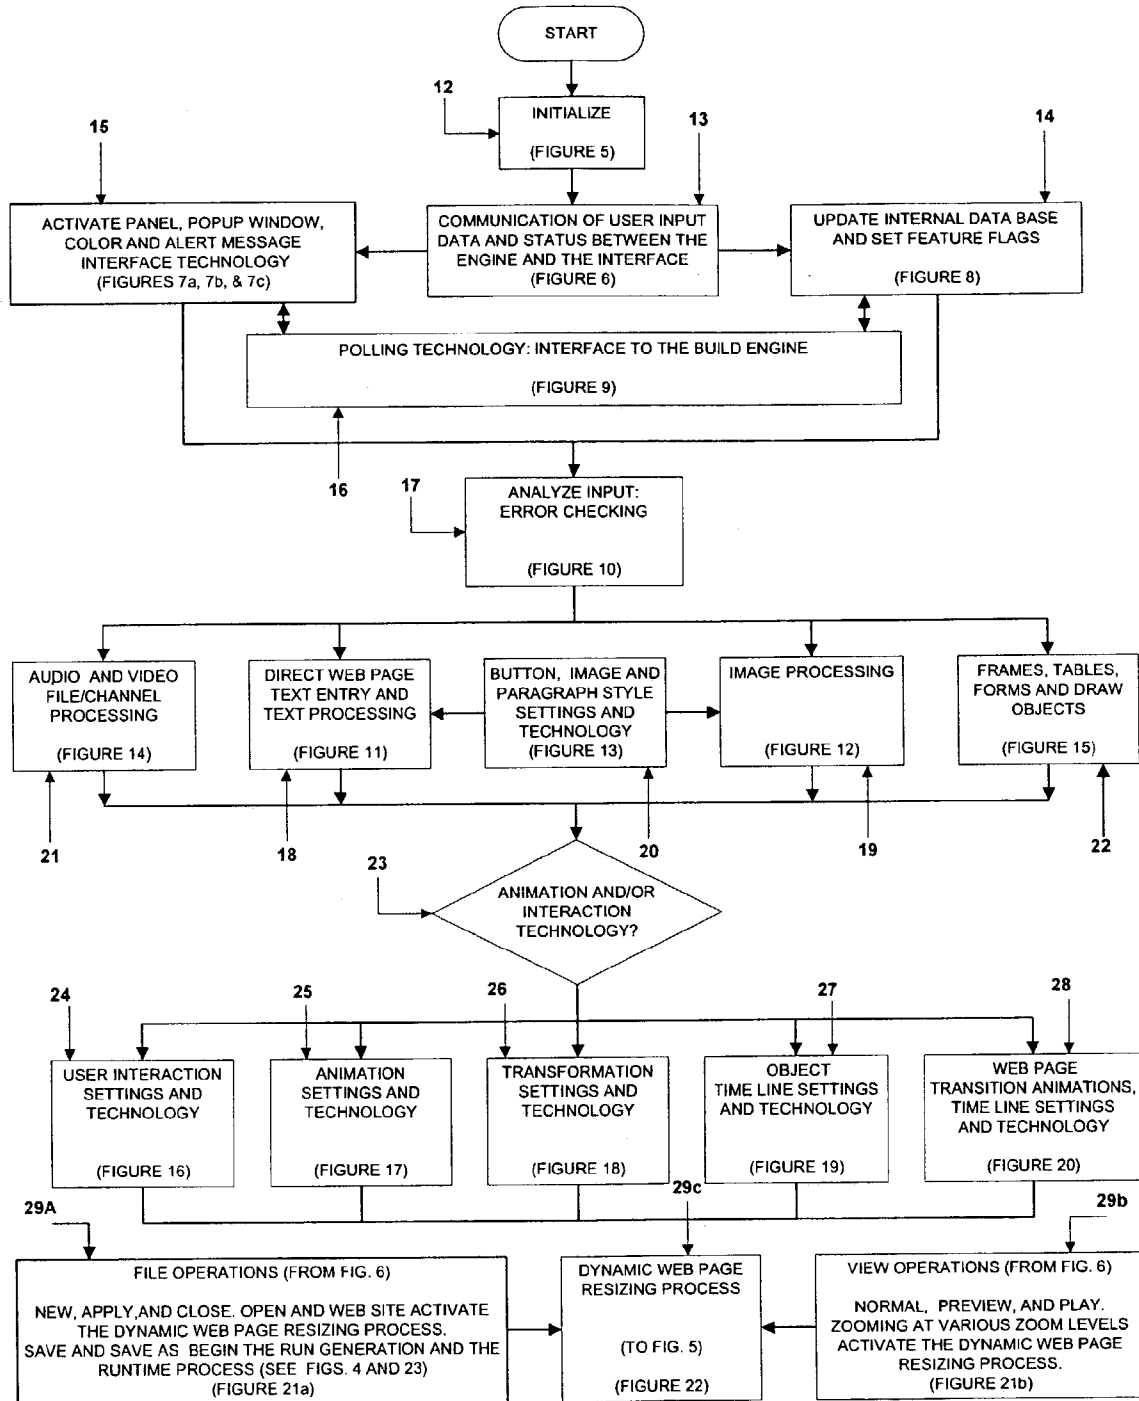 START
12
INITIALIZE
(FIGURE 5)
13
14
15
ACTIVATE PANEL, POPUP WINDOW,
COLOR AND ALERT MESSAGE
INTERFACE TECHNOLOGY
(FIGURES 7a, 7b, & 7c)
COMMUNICATION OF USER INPUT
DATA AND STATUS BETWEEN THE
ENGINE AND THE INTERFACE
(FIGURE 6)
UPDATE INTERNAL DATA BASE
AND SET FEATURE FLAGS
(FIGURE 8)
POLLING TECHNOLOGY: INTERFACE TO THE BUILD ENGINE
(FIGURE 9)
16
17
ANALYZE INPUT:
ERROR CHECKING
(FIGURE 10)
AUDIO AND VIDEO
FILE/CHANNEL
PROCESSING
(FIGURE 14)
DIRECT WEB PAGE
TEXT ENTRY AND
TEXT PROCESSING
(FIGURE 11)
BUTTON, IMAGE AND
PARAGRAPH STYLE
SETTINGS AND
TECHNOLOGY
(FIGURE 13)
IMAGE PROCESSING
(FIGURE 12)
FRAMES, TABLES,
FORMS AND DRAW
OBJECTS
(FIGURE 15)
21
18
20
19
22
23
ANIMATION AND/OR
INTERACTION
TECHNOLOGY?
24
25
26
27
28
USER INTERACTION
SETTINGS AND
TECHNOLOGY
(FIGURE 16)
ANIMATION
SETTINGS AND
TECHNOLOGY
(FIGURE 17)
TRANSFORMATION
SETTINGS AND
TECHNOLOGY
(FIGURE 18)
OBJECT
TIME LINE SETTINGS
AND TECHNOLOGY
(FIGURE 19)
WEB PAGE
TRANSITION ANIMATIONS,
TIME LINE SETTINGS
AND TECHNOLOGY
(FIGURE 20)
29A
29c
29b
FILE OPERATIONS (FROM FIG. 6)
NEW, APPLY,AND CLOSE. OPEN AND WEB SITE ACTIVATE
THE DYNAMIC WEB PAGE RESIZING PROCESS.
SAVE AND SAVE AS BEGIN THE RUN GENERATION AND THE
RUNTIME PROCESS (SEE FIGS. 4 AND 23)
(FIGURE 21a)
DYNAMIC WEB PAGE
RESIZING PROCESS
(TO FIG. 5)
(FIGURE 22)
VIEW OPERATIONS (FROM FIG. 6)
NORMAL, PREVIEW, AND PLAY.
ZOOMING AT VARIOUS ZOOM LEVELS
ACTIVATE THE DYNAMIC WEB PAGE
RESIZING PROCESS.
(FIGURE 21b)